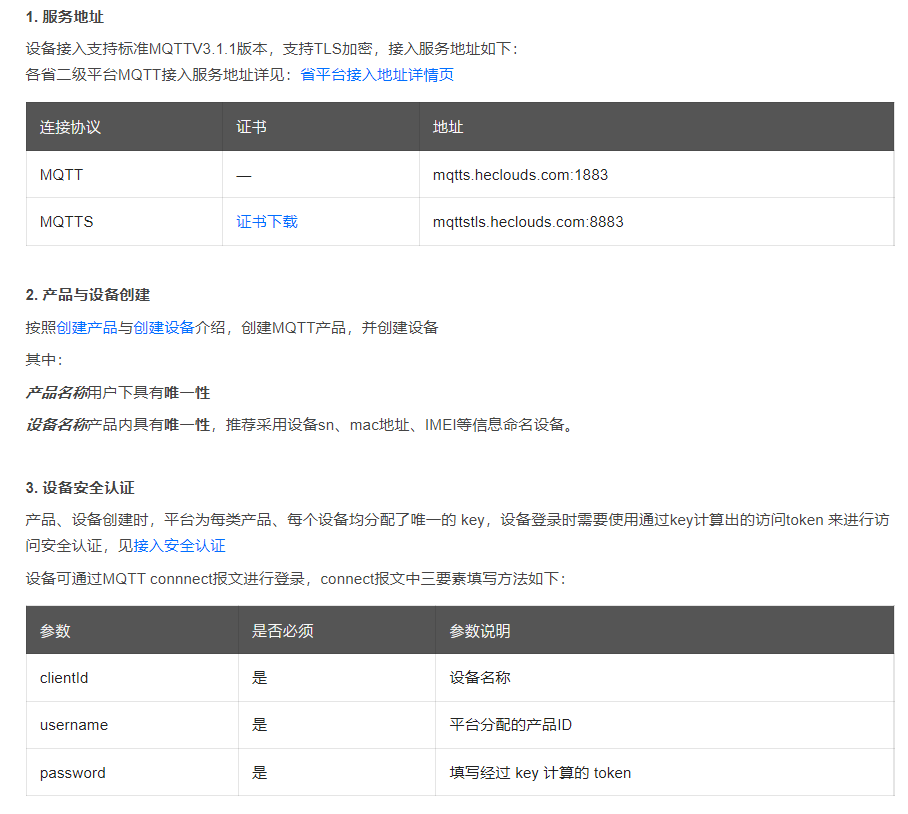 1. 服务地址
设备接入支持标准MQTTV3.1.1版本，支持TLS加密，接入服务地址如下：
各省二级平台MQTT接入服务地址详见：省平台接入地址详情页
连接协议 证书 地址
MQTT — mqtts.heclouds.com:1883
MQTTS 证书下载 mqttstls.heclouds.com:8883
2. 产品与设备创建
按照创建产品与创建设备介绍，创建MQTT产品，并创建设备
其中：
产品名称用户下具有唯一性
设备名称产品内具有唯一性，推荐采用设备sn、mac地址、IMEI等信息命名设备。
3. 设备安全认证
产品、设备创建时，平台为每类产品、每个设备均分配了唯一的 key，设备登录时需要使用通过key计算出的访问token 来进行访
问安全认证，见接入安全认证
设备可通过MQTT connnect报文进行登录，connect报文中三要素填写方法如下：
参数 是否必须 参数说明
clientId 是 设备名称
username 是 平台分配的产品ID
password 是 填写经过 key 计算的 token